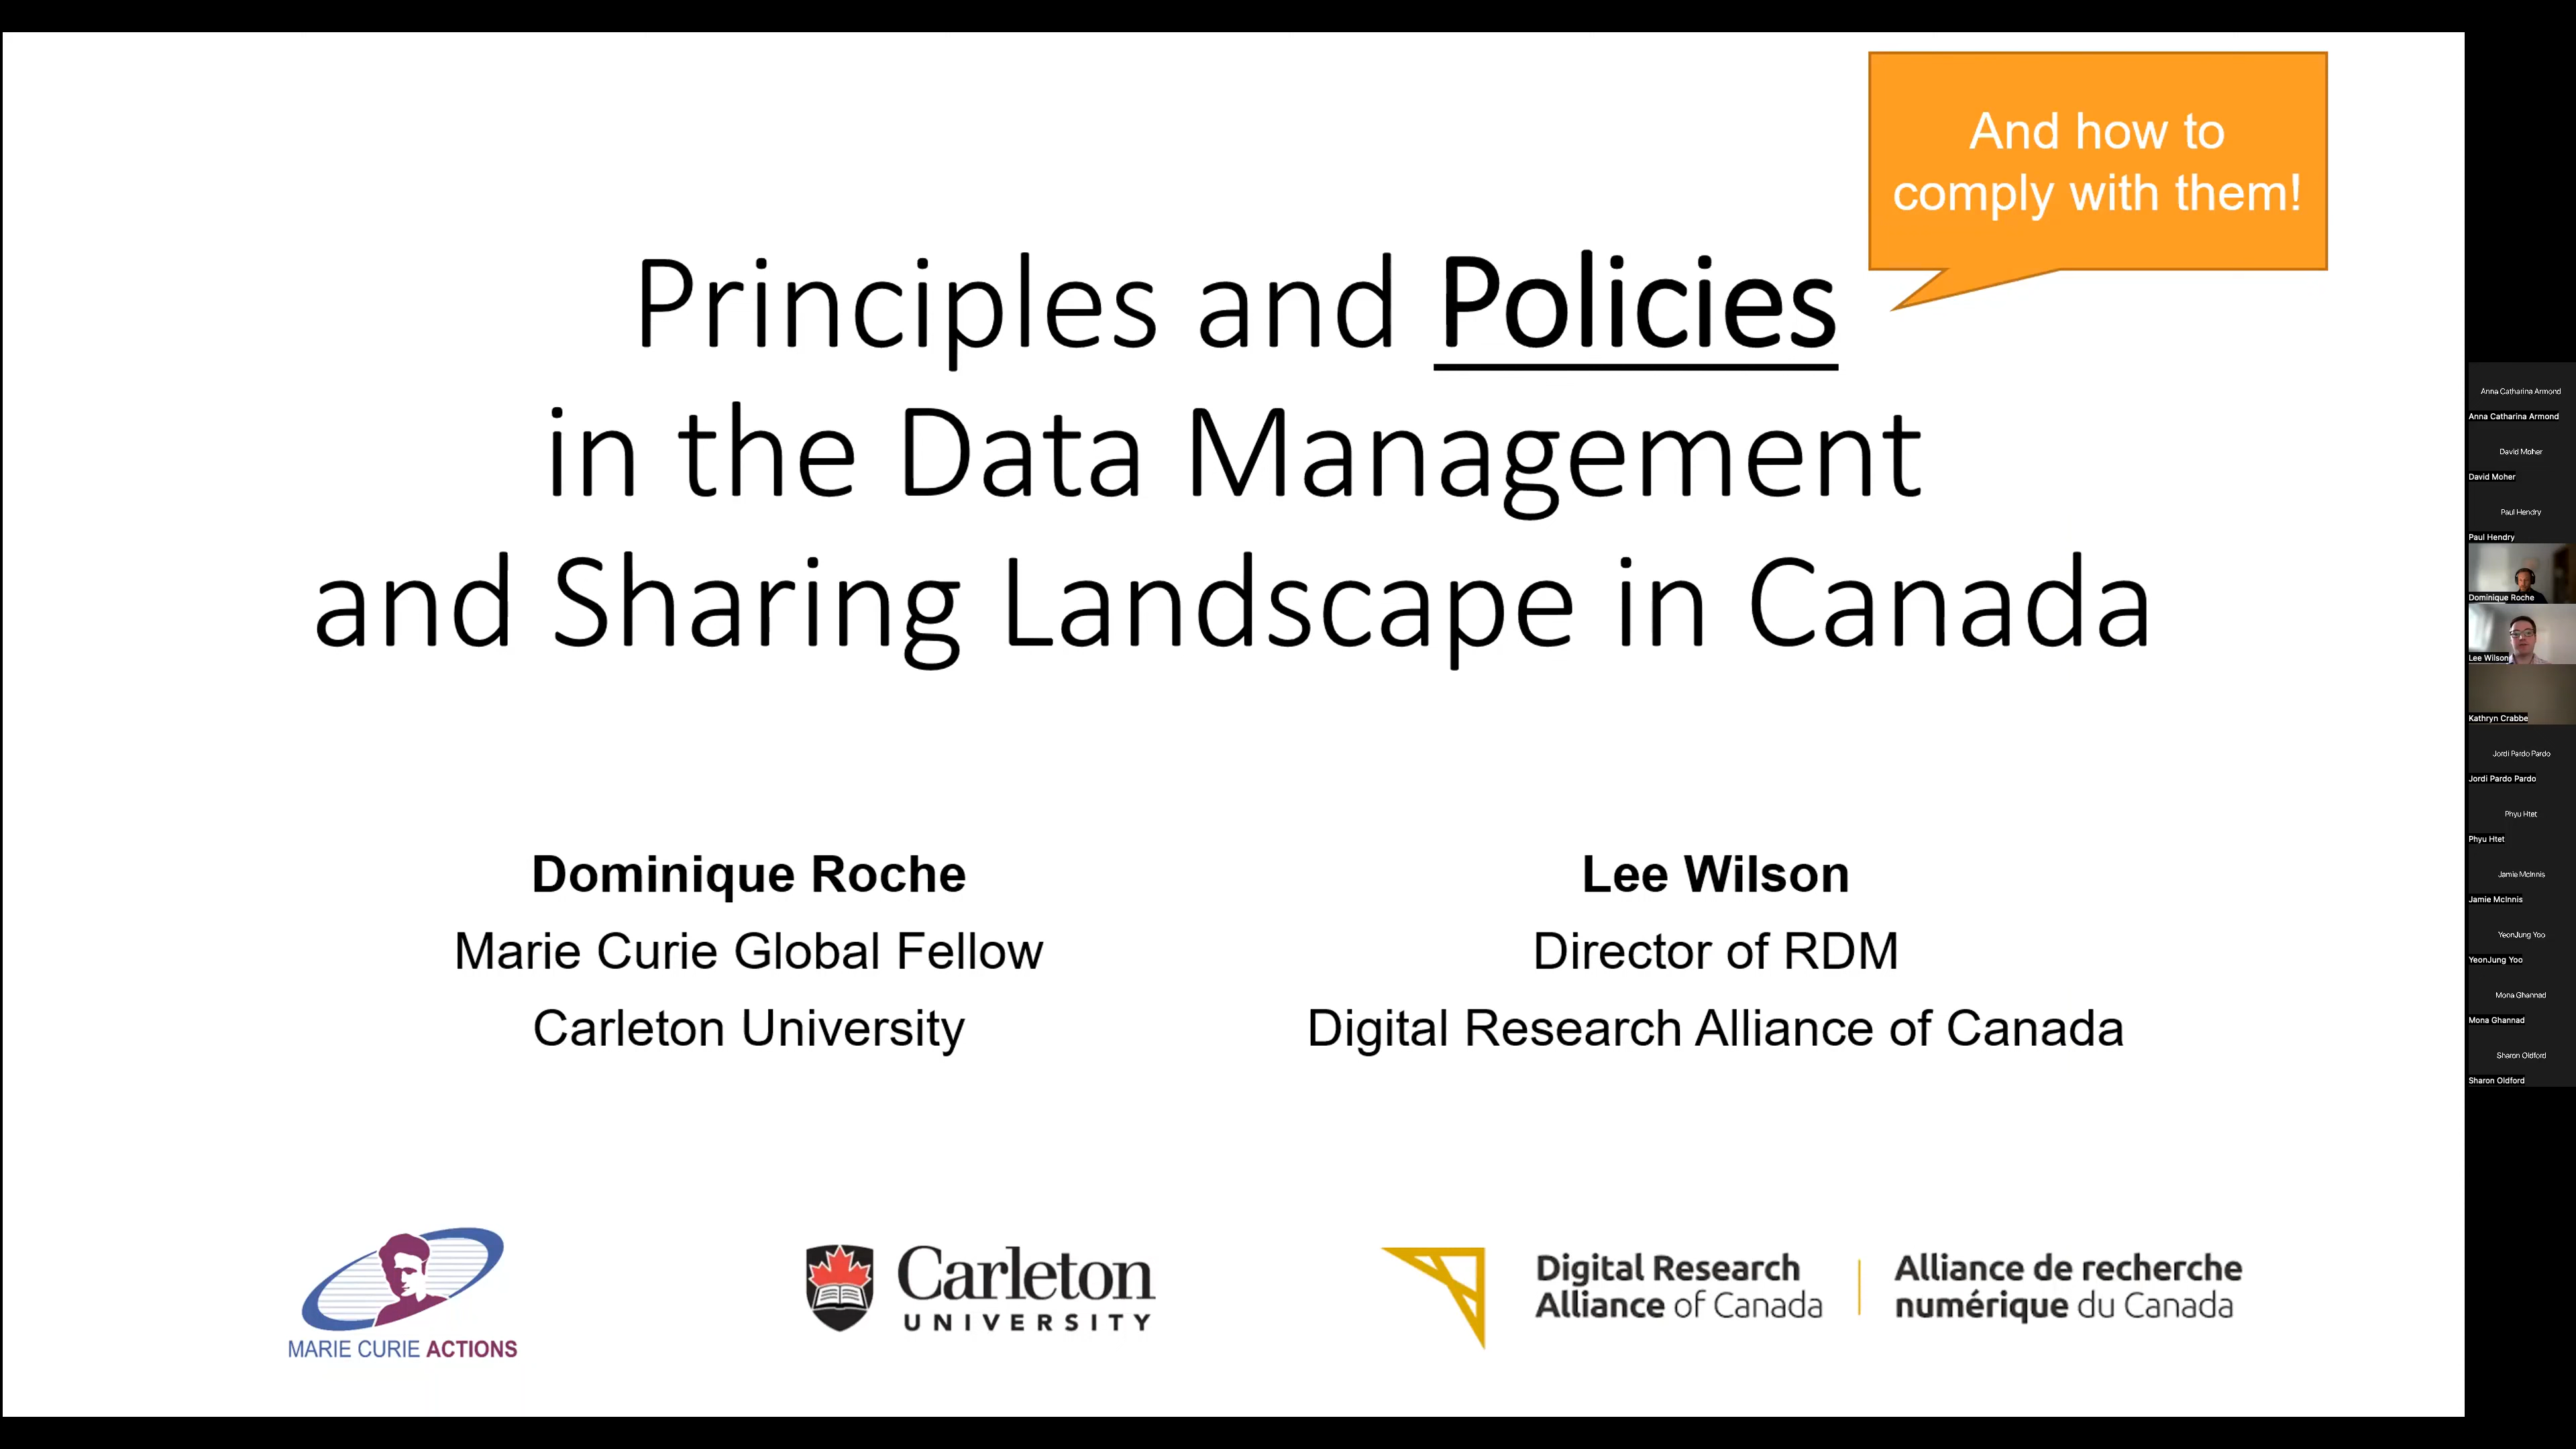 And how to
comply with them!
Principles and Policies
in the Data Management
and Sharing Landscape in Canada
Dominique Roche
Marie Curie Global Fellow
Carleton University
Lee Wilson
Director of RDM
Digital Research Alliance of Canada
MARIE CURIE ACTIONS
Carleton
UNIVERSITY
Digital Research
Alliance of Canada
Alliance de recherche
numérique du Canada
Anna Catharina Armond
Anna Catharina Armond
David Moher
David Moher
Paul Hendry
Paul Hendry
Dominique Roche
Lee Wilson
Kathryn Crabbe
Jordi Pardo Pardo
Jordi Pardo Pardo
Phyu Htet
Phyu Htet
Jamie McInnis
Jamie McInnis
YeonJung Yoo
YeonJung Yoo
Mona Ghannad
Mona Ghannad
Sharon Oldford
Sharon Oldford